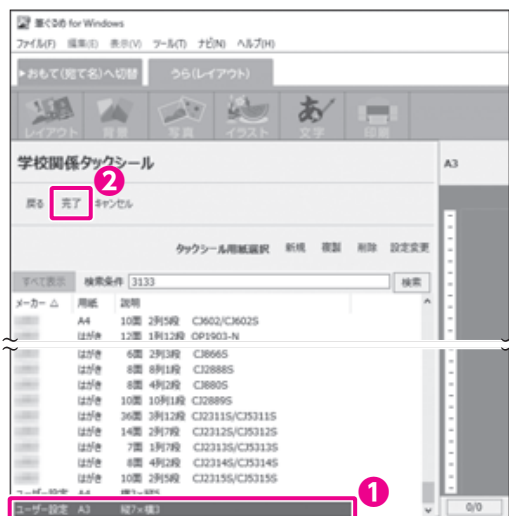 筆ぐるめ for Windows
ファイル(F) 編集(E) 表示(V) ツール(T) ナビ(N) ヘルプ(H)
▶おもて(宛て名)へ切替 うら(レイアウト)
レイアウト 背景 写真 イラスト 文字 印刷
学校関係タックシール A3
2
戻る 完了 キャンセル
タックシール用紙選択 新規 複製 削除 設定変更
すべて表示 検索条件 3133 検索
メーカー △ 用紙 説明
A4 10面 2列5段 CJ602/CJ602S
はがき 12面 1列12段 OP1903-N
はがき 6面 2列3段 CJ866S
はがき 8面 8列1段 CJ2888S
はがき 8面 4列2段 CJ880S
はがき 10面 10列1段 CJ2889S
はがき 36面 3列12段 CJ2311S/CJ5311S
はがき 14面 2列7段 CJ2312S/CJ5312S
はがき 7面 1列7段 CJ2313S/CJ5313S
はがき 8面 4列2段 CJ2314S/CJ5314S
はがき 10面 2列5段 CJ2315S/CJ5315S
ユーザー設定 A4
1
ユーザー設定 A3 縦7×横3
0/0